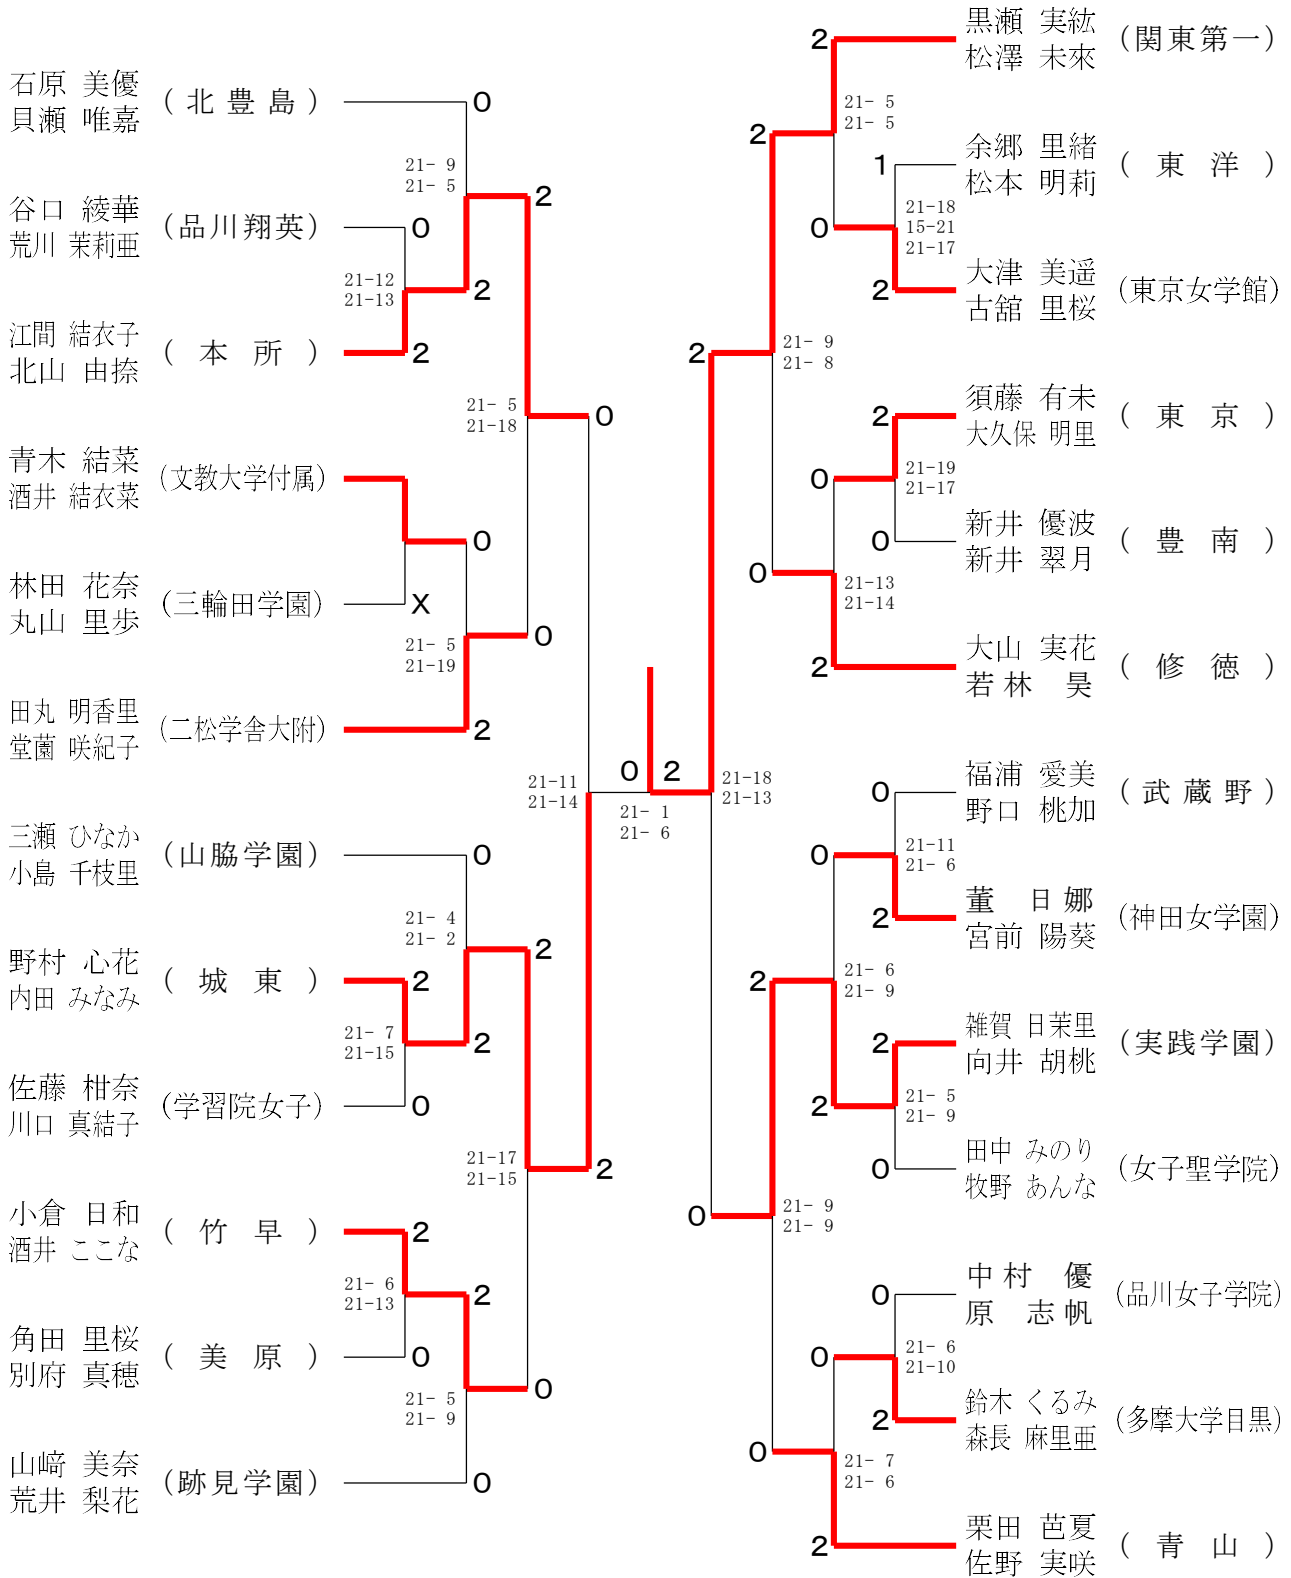 石原 美優
貝瀬 唯嘉
(北豊島)
0
21- 9
21- 5
2
谷口 綾華
荒川 茉莉亜
(品川翔英)
0
21-12
21-13
2
江間 結衣子
北山 由捺
(本所)
2
21- 5
21-18
0
青木 結菜
酒井 結衣菜
(文教大学付属)
0
林田 花奈
丸山 里歩
(三輪田学園)
X
21- 5
21-19
0
田丸 明香里
堂薗 咲紀子
(二松学舎大附)
2
21-11
21-14
三瀬 ひなか
小島 千枝里
(山脇学園)
0
21- 4
21- 2
2
野村 心花
内田 みなみ
(城東)
2
21- 7
21-15
2
佐藤 柑奈
川口 真結子
(学習院女子)
0
21-17
21-15
2
小倉 日和
酒井 ここな
(竹早)
2
21- 6
21-13
2
角田 里桜
別府 真穂
(美原)
0
21- 5
21- 9
0
山﨑 美奈
荒井 梨花
(跡見学園)
0
0 2
21- 1
21- 6
2
黒瀬 実紘
松澤 未來
(関東第一)
2
21- 5
21- 5
1
余郷 里緒
松本 明莉
(東洋)
0
21-18
15-21
21-17
2
大津 美遥
古舘 里桜
(東京女学館)
2
21- 9
21- 8
2
須藤 有未
大久保 明里
(東京)
0
21-19
21-17
0
新井 優波
新井 翠月
(豊南)
0
21-13
21-14
2
大山 実花
若林 昊
(修徳)
21-18
21-13
0
福浦 愛美
野口 桃加
(武蔵野)
0
21-11
21- 6
2
董 日娜
宮前 陽葵
(神田女学園)
2
21- 6
21- 9
2
雑賀 日茉里
向井 胡桃
(実践学園)
2
21- 5
21- 9
0
田中 みのり
牧野 あんな
(女子聖学院)
0
21- 9
21- 9
0
中村 優
原 志帆
(品川女子学院)
0
21- 6
21-10
2
鈴木 くるみ
森長 麻里亜
(多摩大学目黒)
0
21- 7
21- 6
2
栗田 芭夏
佐野 実咲
(青山)